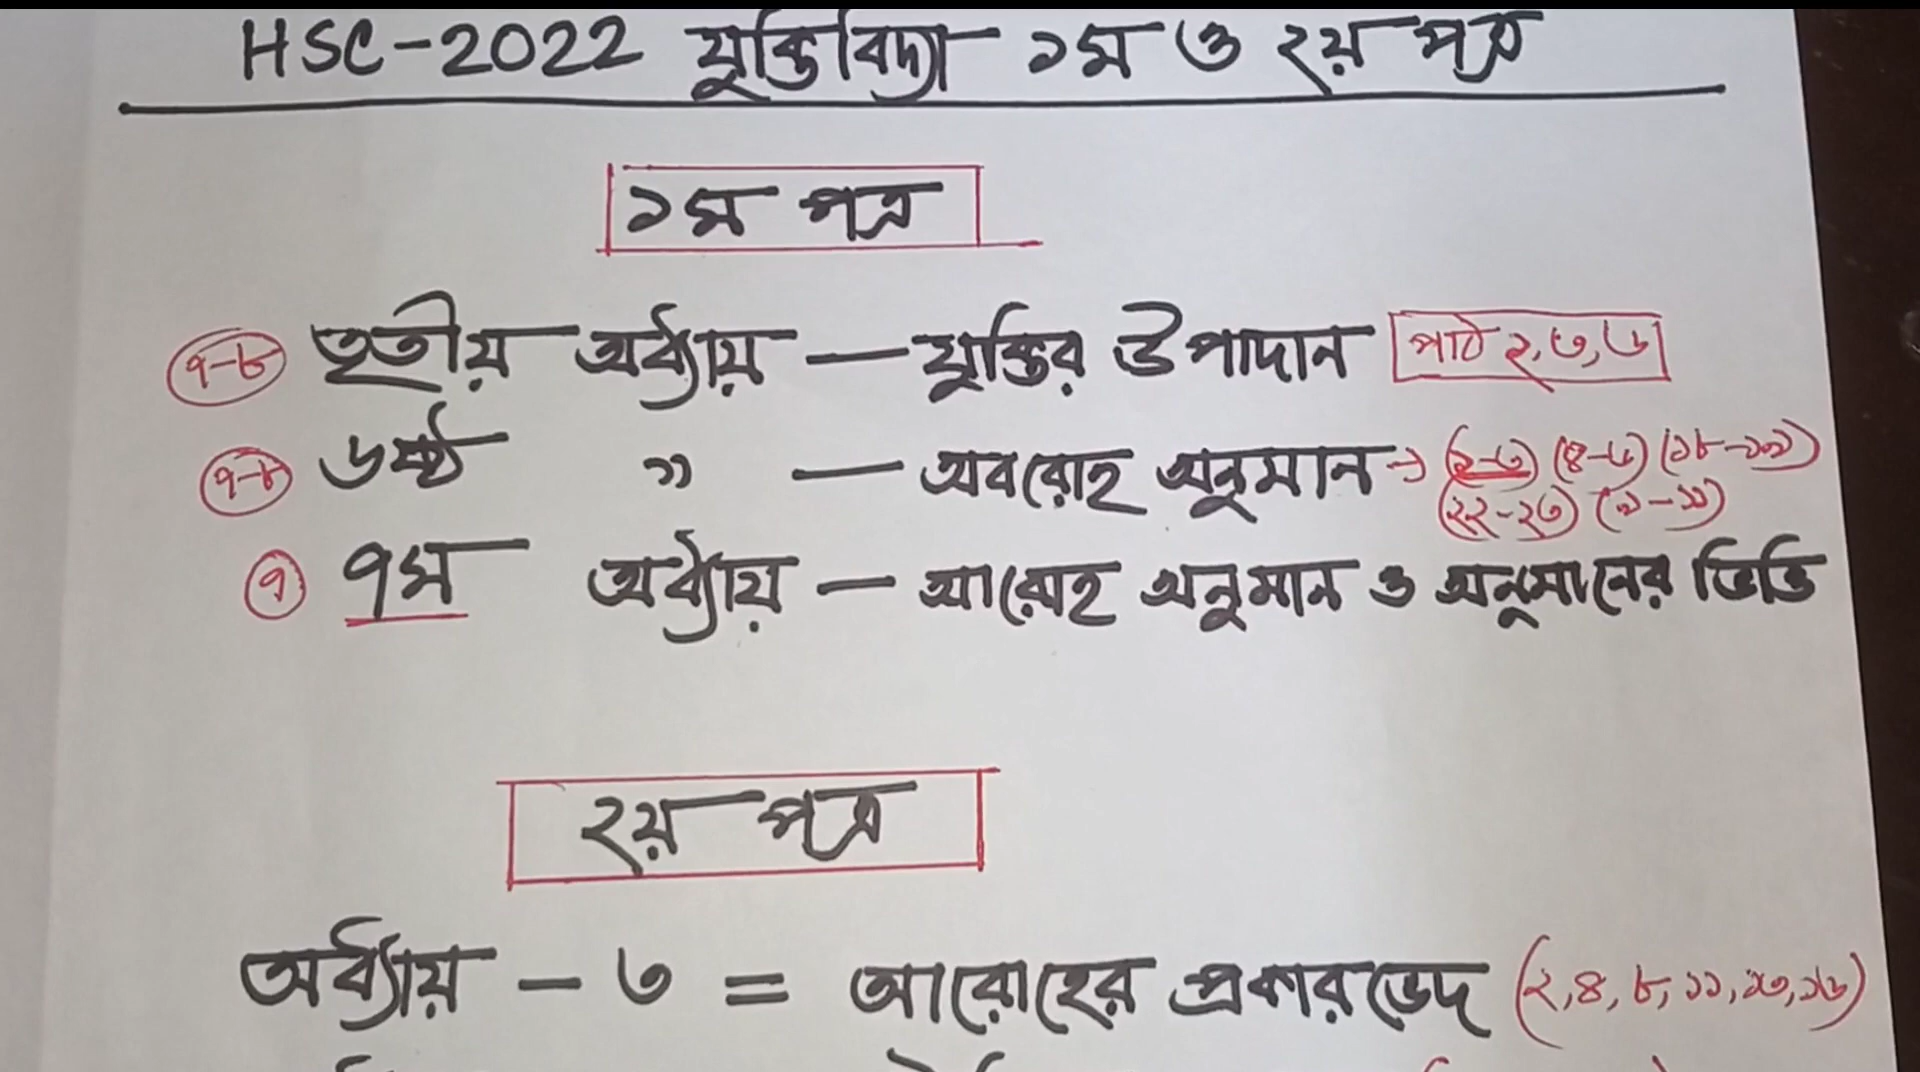 HSC-2022 যুক্তিবিদ্যা ১ম ও ২য় পত্র
১ম পত্র
৭-৮ তৃতীয় অধ্যায় — যুক্তির উপাদান পাঠ ২,৩,৬
৭-৮ ৬ষ্ঠ " — অবরোহ অনুমান → (২-৩) (৪-৬)
(২২-২৩) (৯-১১)
৭ ৭ম অধ্যায় — আরোহ অনুমান ও অনুমানের ভিত্তি
২য় পত্র
অধ্যায় - ৩ = আরোহের প্রকারভেদ (২,৪,৮,১১,১৩,১৬)